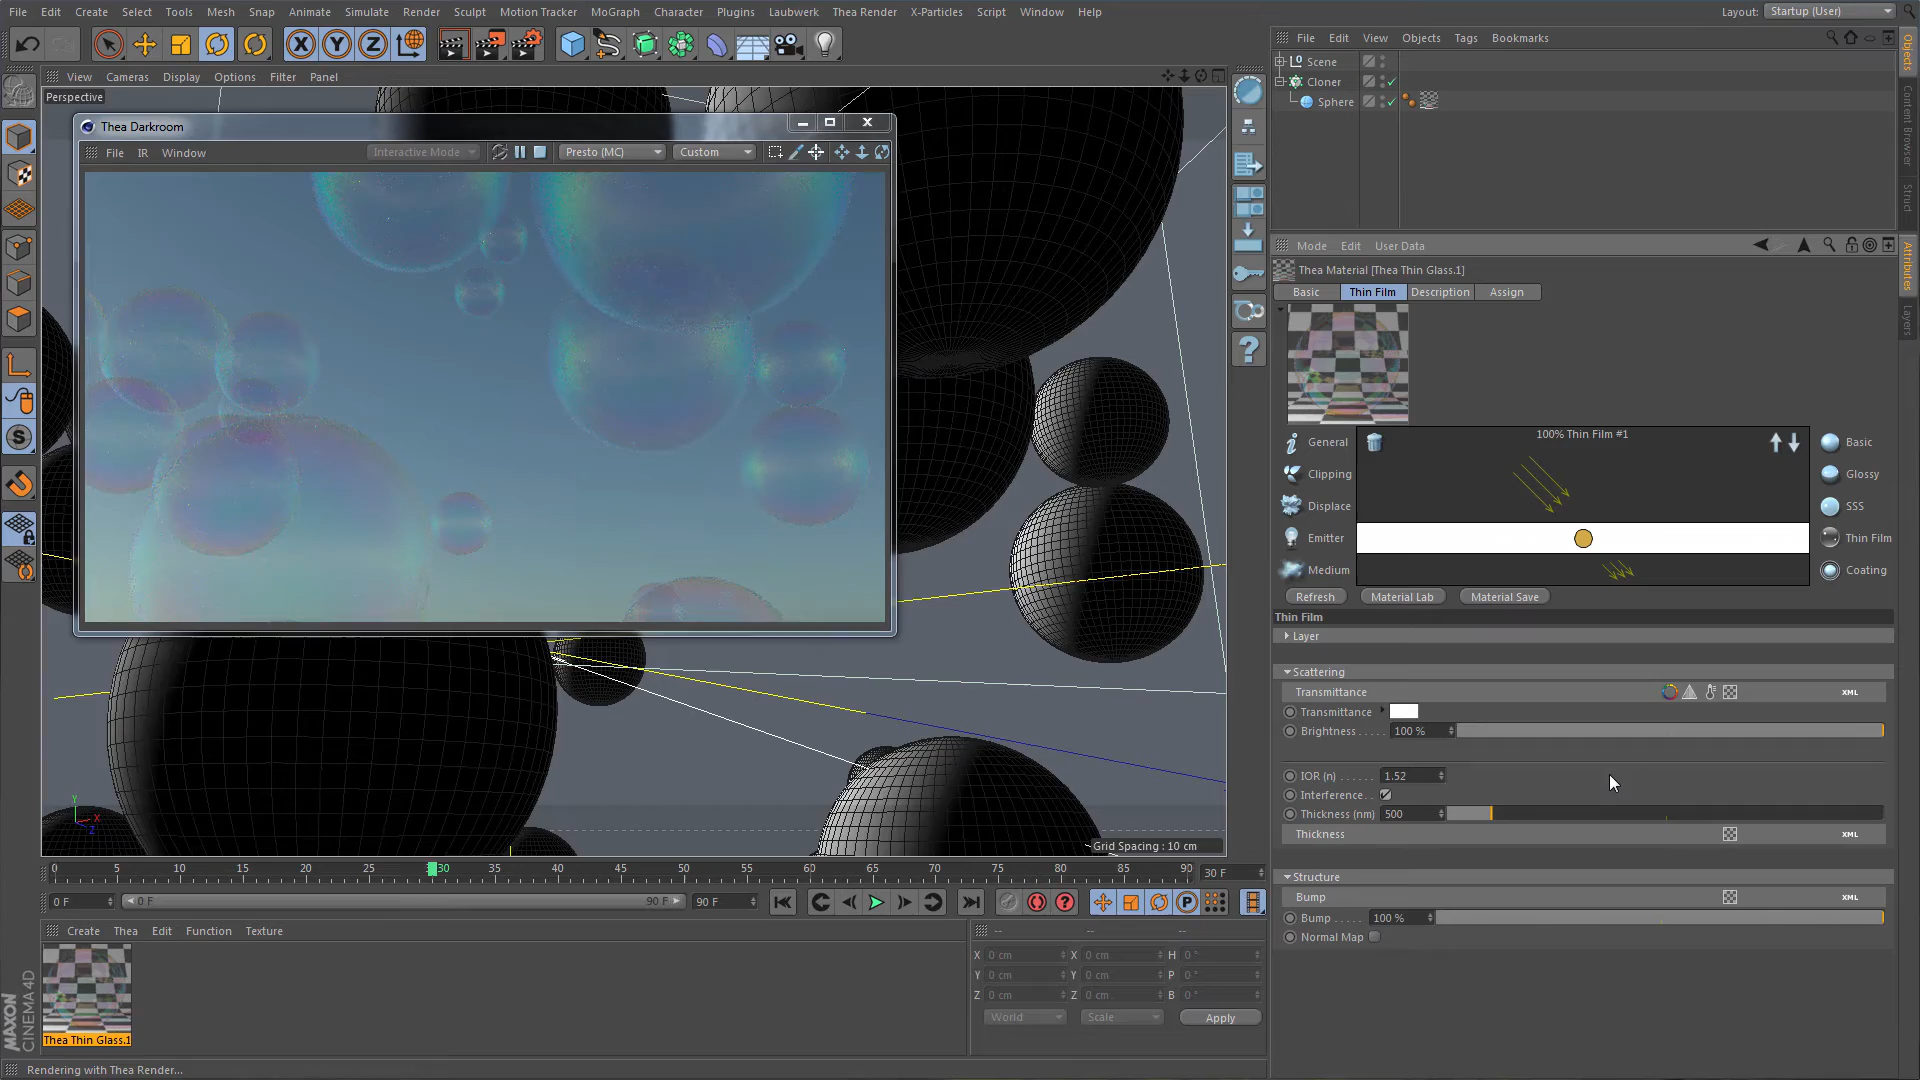 File Edit Create Select Tools Mesh Snap Animate Simulate Render Sculpt Motion Tracker MoGraph Character Plugins Laubwerk Thea Render X-Particles Script Window Help Layout: Startup (User)
X Y Z
File Edit View Objects Tags Bookmarks
View Cameras Display Options Filter Panel
Perspective
Scene
Cloner
Sphere
Objects
Content Browser
Struct
Thea Darkroom
File IR Window Interactive Mode Presto (MC) Custom
Mode Edit User Data
Attributes
Layers
Thea Material [Thea Thin Glass.1]
Basic Thin Film Description Assign
100% Thin Film #1
General Basic
Clipping Glossy
Displace SSS
Emitter Thin Film
Medium Coating
Refresh Material Lab Material Save
Thin Film
Layer
Scattering
Transmittance XML
Transmittance
Brightness . . . . . 100 %
IOR (n) . . . . . . 1.52
Interference . .
Thickness (nm) 500
Thickness XML
Structure
Bump XML
Bump . . . . . 100 %
Normal Map
Y X Z
Grid Spacing : 10 cm
0 5 10 15 20 25 30 35 40 45 50 55 60 65 70 75 80 85 90 30 F
0 F 0 F 90 F 90 F
P
Create Thea Edit Function Texture
-- -- --
X 0 cm X 0 cm H 0 °
Y 0 cm Y 0 cm P 0 °
Z 0 cm Z 0 cm B 0 °
World Scale Apply
Thea Thin Glass.1
MAXON
CINEMA 4D
Rendering with Thea Render...